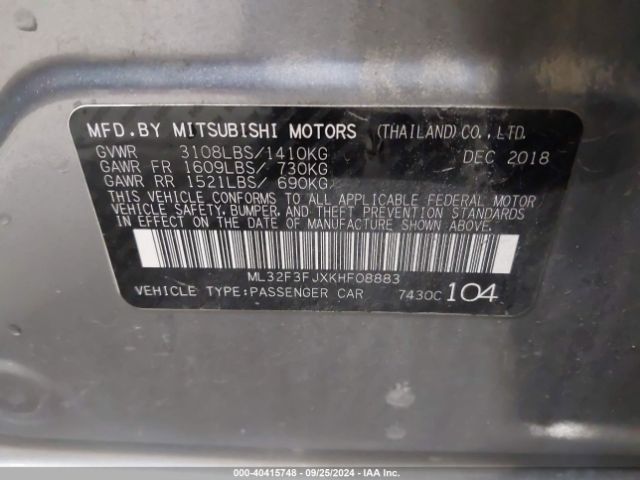 MFD.BY MITSUBISHI MOTORS (THAILAND) CO., LTD.
GVWR 3108LBS/1410KG DEC 2018
GAWR FR 1609LBS/ 730KG
GAWR RR 1521LBS/ 690KG
THIS VEHICLE CONFORMS TO ALL APPLICABLE FEDERAL MOTOR
VEHICLE SAFETY, BUMPER, AND THEFT PREVENTION STANDARDS
IN EFFECT ON THE DATE OF MANUFACTURE SHOWN ABOVE.
ML32F3FJXKHF08883
VEHICLE TYPE:PASSENGER CAR 7430C 104
000-40415748 - 09/25/2024 - IAA Inc.